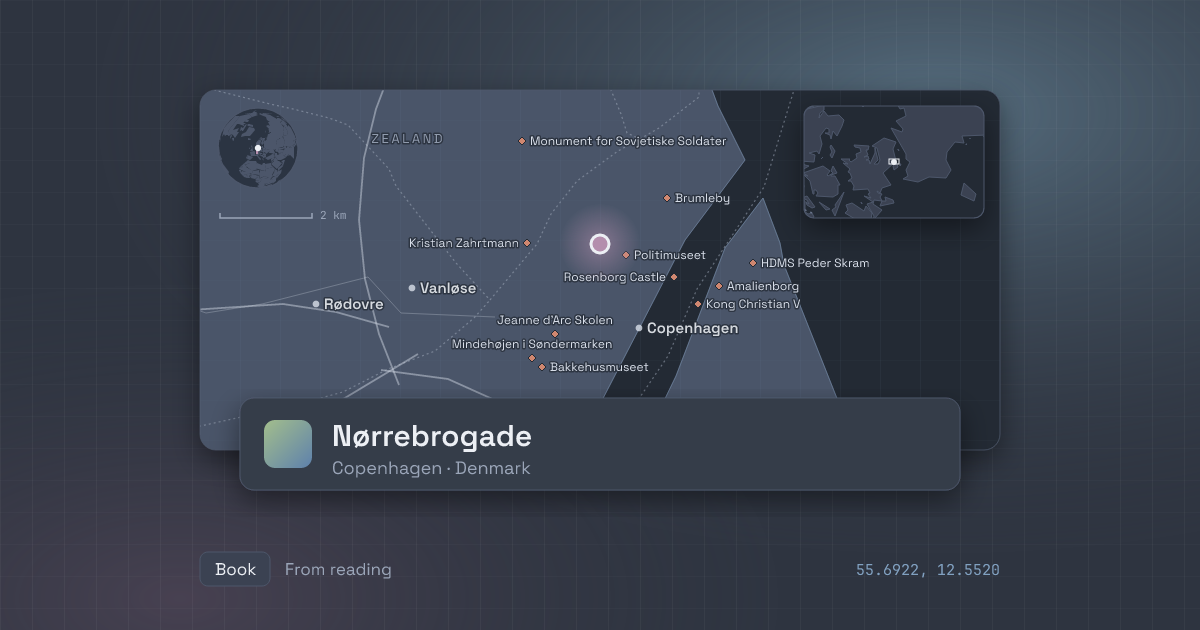 ZEALAND
Monument for Sovjetiske Soldater
Brumleby
2 km
Kristian Zahrtmann
Politimuseet
HDMS Peder Skram
Rosenborg Castle
Amalienborg
Vanløse
Rødovre
Kong Christian V
Jeanne d'Arc Skolen
Copenhagen
Mindehøjen i Søndermarken
Bakkehusmuseet
Nørrebrogade
Copenhagen · Denmark
Book From reading
55.6922, 12.5520